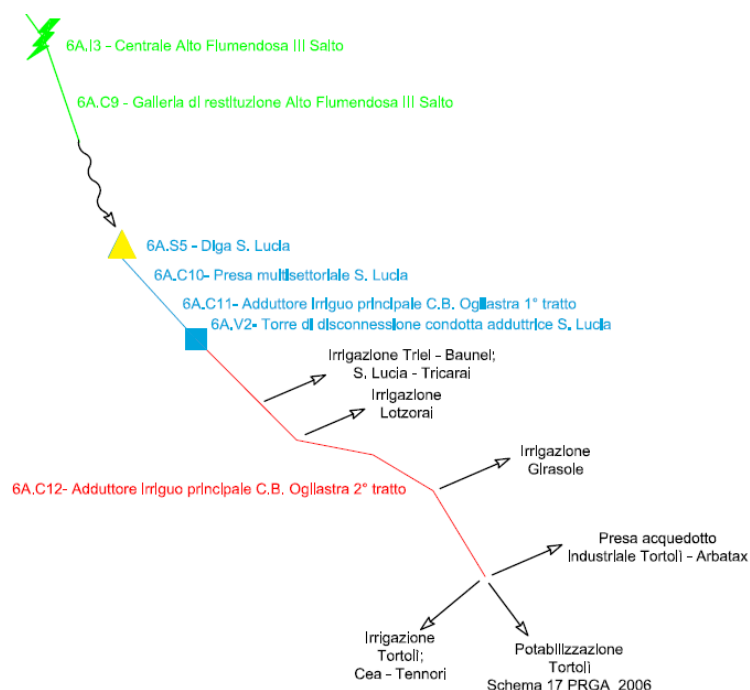 6A.I3 - Centrale Alto Flumendosa III Salto
6A.C9 - Galleria di restituzione Alto Flumendosa III Salto
6A.S5 - Diga S. Lucia
6A.C10- Presa multisettoriale S. Lucia
6A.C11- Adduttore irriguo principale C.B. Ogliastra 1° tratto
6A.V2- Torre di disconnessione condotta adduttrice S. Lucia
Irrigazione Triei - Baunei;
S. Lucia - Tricarai
Irrigazione
Lotzorai
Irrigazione
Girasole
6A.C12- Adduttore irriguo principale C.B. Ogliastra 2° tratto
Presa acquedotto
Industriale Tortolì - Arbatax
Irrigazione
Tortolì;
Cea - Tennori
Potabilizzazione
Tortolì
Schema 17 PRGA 2006